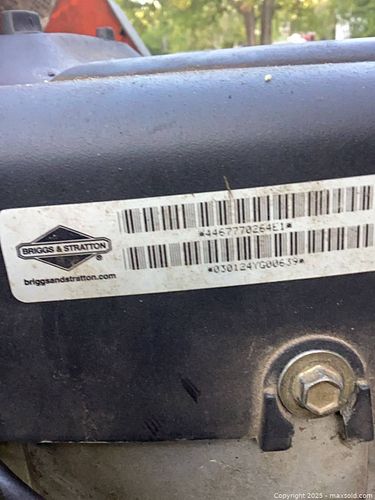 *4467770264E1*
BRIGGS & STRATTON®
*030124YG00639*
briggsandstratton.com
Copyright 2025 - maxsold.com